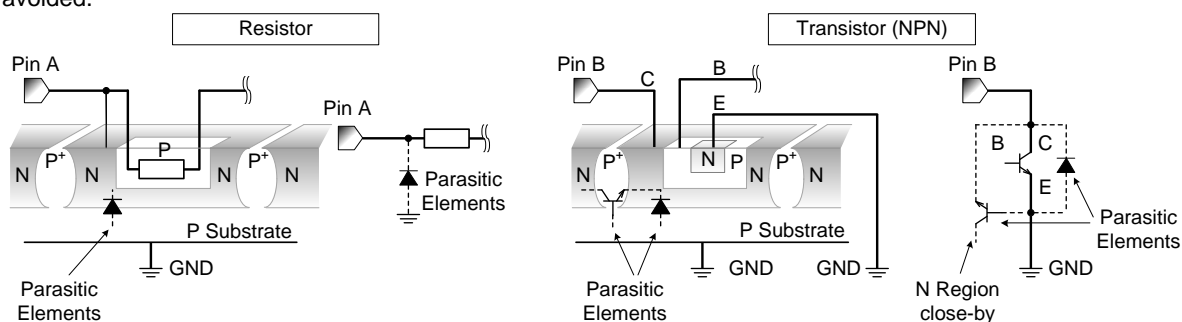 avoided.
Resistor
Transistor (NPN)
Pin A
Pin A
N
P+
N
P
N
P+
N
Parasitic
Elements
P Substrate
GND
Parasitic
Elements
Pin B
C
B
E
N
P+
N
N
P
N
P+
N
P Substrate
GND
GND
Parasitic
Elements
Pin B
B
C
E
Parasitic
Elements
GND
N Region
close-by